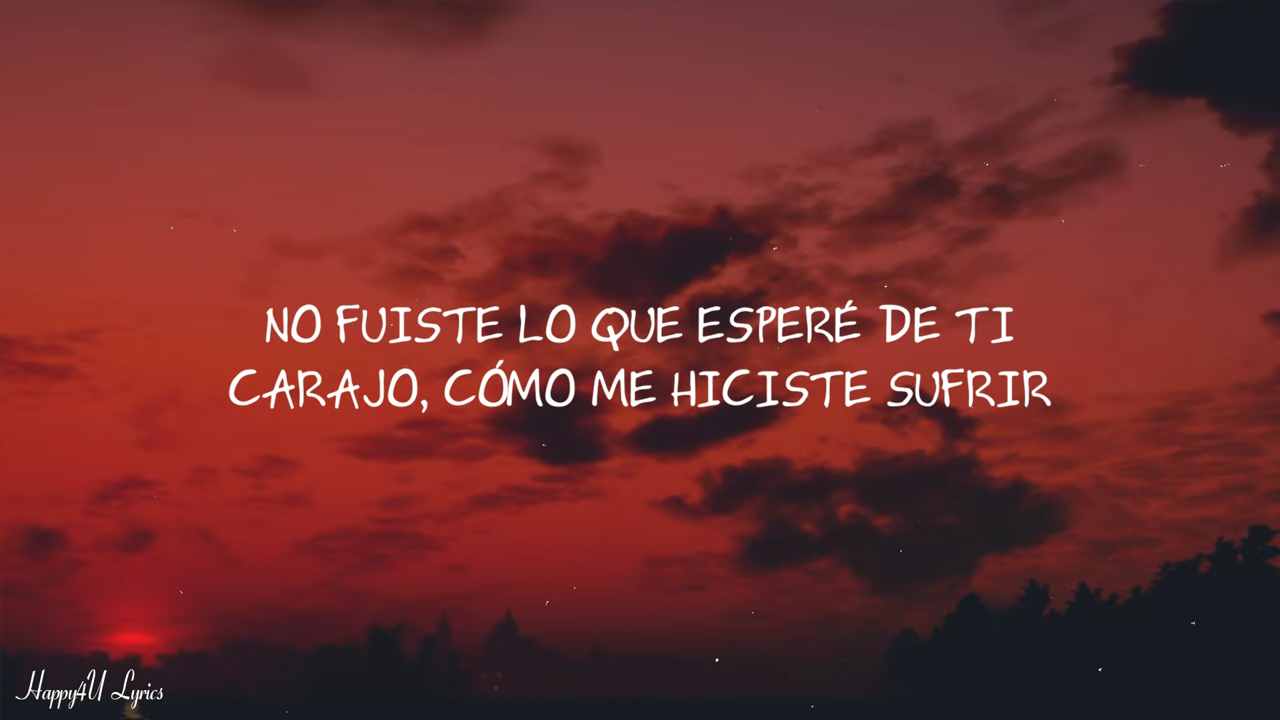 NO FUISTE LO QUE ESPERÉ DE TI
CARAJO, CÓMO ME HICISTE SUFRIR
Happy4U Lyrics